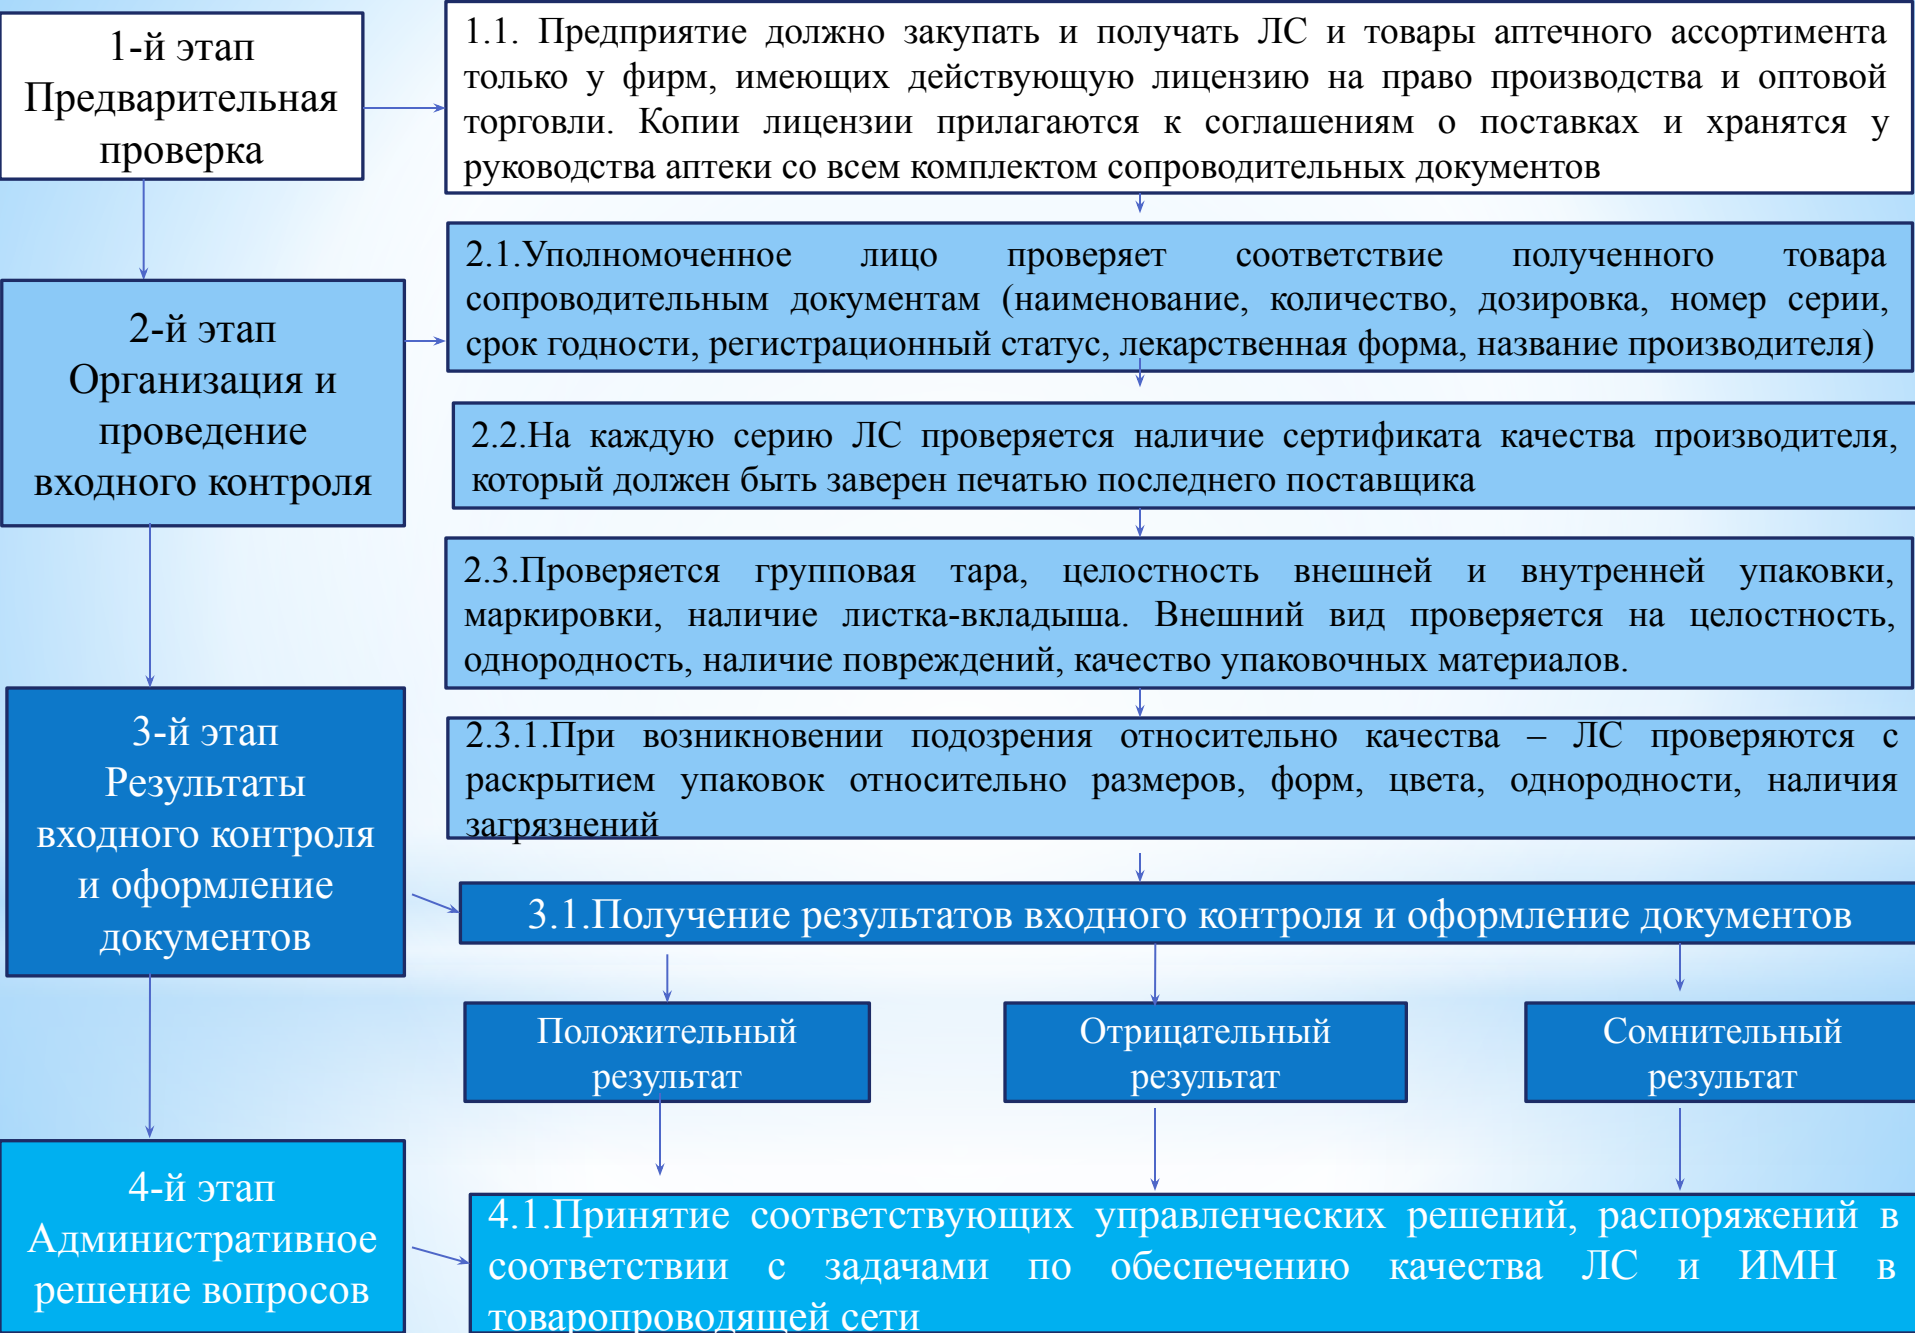 1-й этап
Предварительная
проверка
1.1. Предприятие должно закупать и получать ЛС и товары аптечного ассортимента
только у фирм, имеющих действующую лицензию на право производства и оптовой
торговли. Копии лицензии прилагаются к соглашениям о поставках и хранятся у
руководства аптеки со всем комплектом сопроводительных документов
2-й этап
Организация и
проведение
входного контроля
2.1.Уполномоченное лицо проверяет соответствие полученного товара
сопроводительным документам (наименование, количество, дозировка, номер серии,
срок годности, регистрационный статус, лекарственная форма, название производителя)
2.2.На каждую серию ЛС проверяется наличие сертификата качества производителя,
который должен быть заверен печатью последнего поставщика
2.3.Проверяется групповая тара, целостность внешней и внутренней упаковки,
маркировки, наличие листка-вкладыша. Внешний вид проверяется на целостность,
однородность, наличие повреждений, качество упаковочных материалов.
2.3.1.При возникновении подозрения относительно качества – ЛС проверяются с
раскрытием упаковок относительно размеров, форм, цвета, однородности, наличия
загрязнений
3-й этап
Результаты
входного контроля
и оформление
документов
3.1.Получение результатов входного контроля и оформление документов
Положительный
результат
Отрицательный
результат
Сомнительный
результат
4-й этап
Административное
решение вопросов
4.1.Принятие соответствующих управленческих решений, распоряжений в
соответствии с задачами по обеспечению качества ЛС и ИМН в
товаропроводящей сети